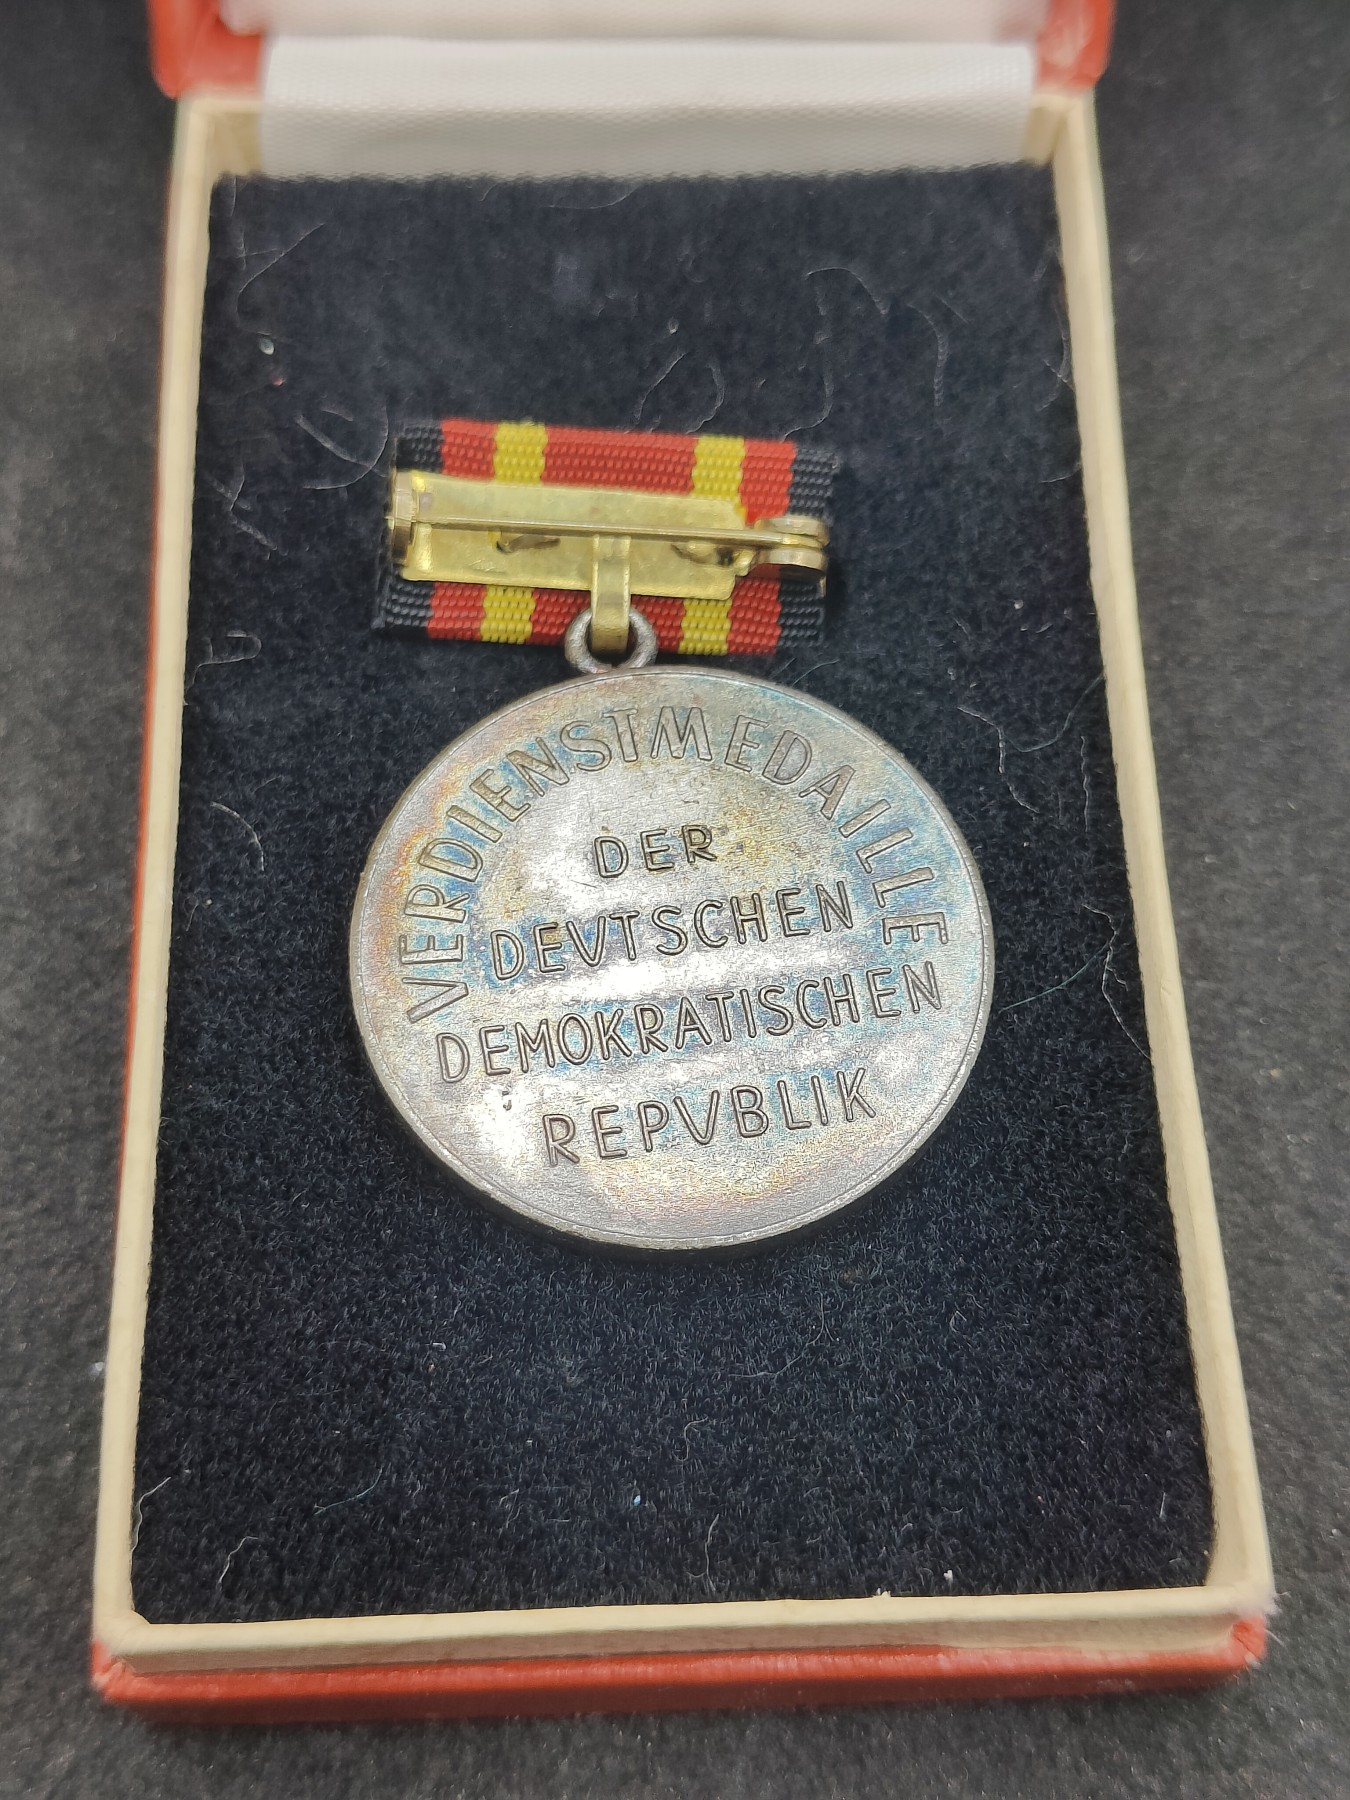 VERDIENSTMEDAILLE
DER
DEVTSCHEN
DEMOKRATISCHEN
REPVBLIK